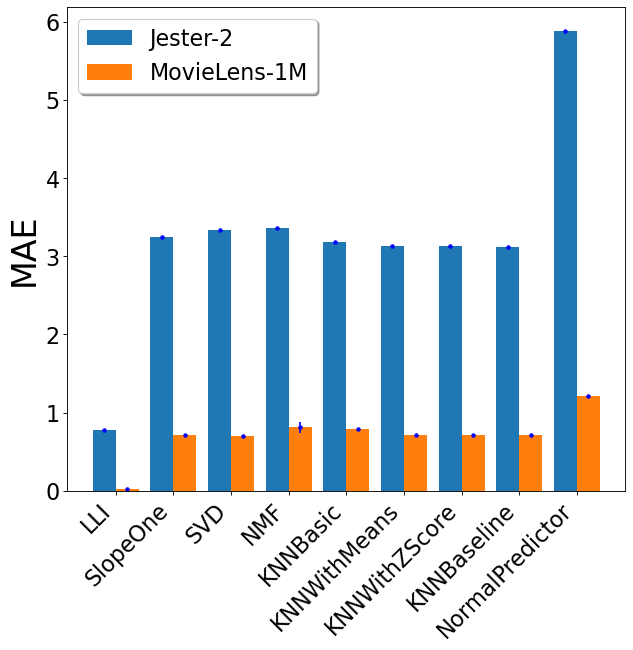 Jester-2
MovieLens-1M
MAE
6
5
4
3
2
1
0
LLI
SlopeOne
SVD
NMF
KNNBasic
KNNWithMeans
KNNWithZScore
KNNBaseline
NormalPredictor